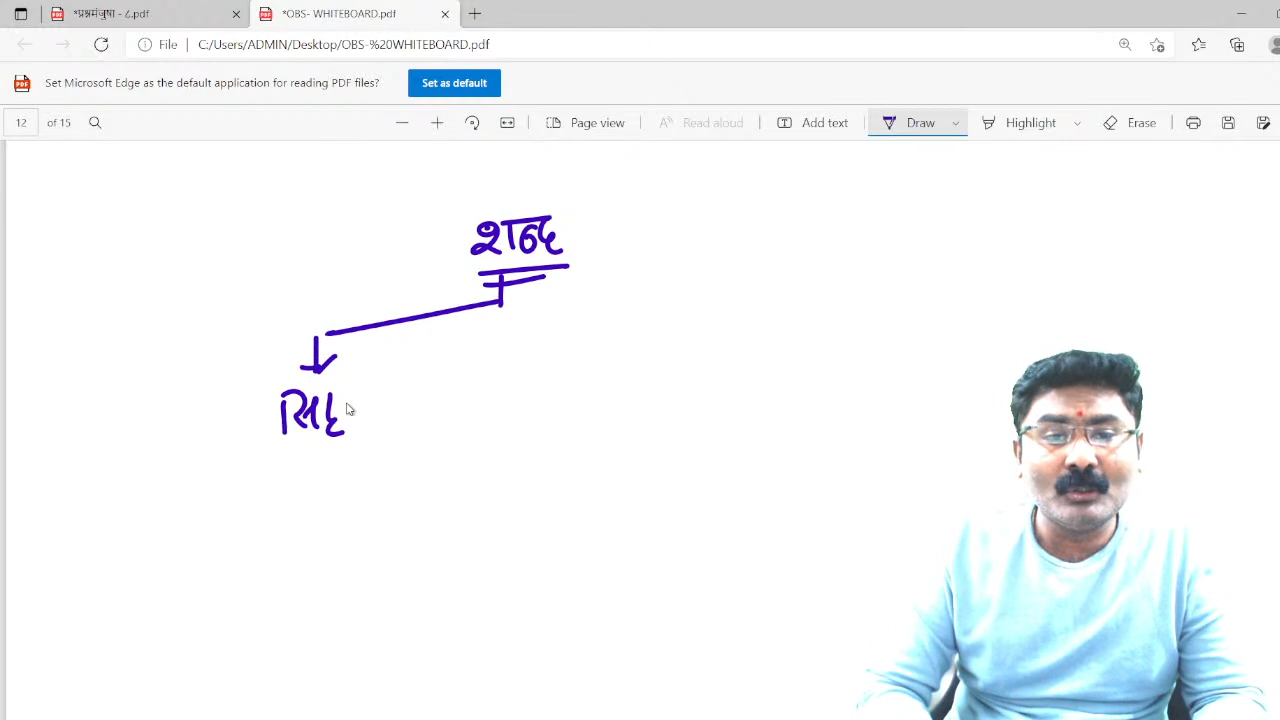 *प्रश्नमंजुषा - ८.pdf
*OBS- WHITEBOARD.pdf
File C:/Users/ADMIN/Desktop/OBS-%20WHITEBOARD.pdf
Set Microsoft Edge as the default application for reading PDF files? Set as default
12 of 15 Page view Read aloud Add text Draw Highlight Erase
शब्द
सिद्